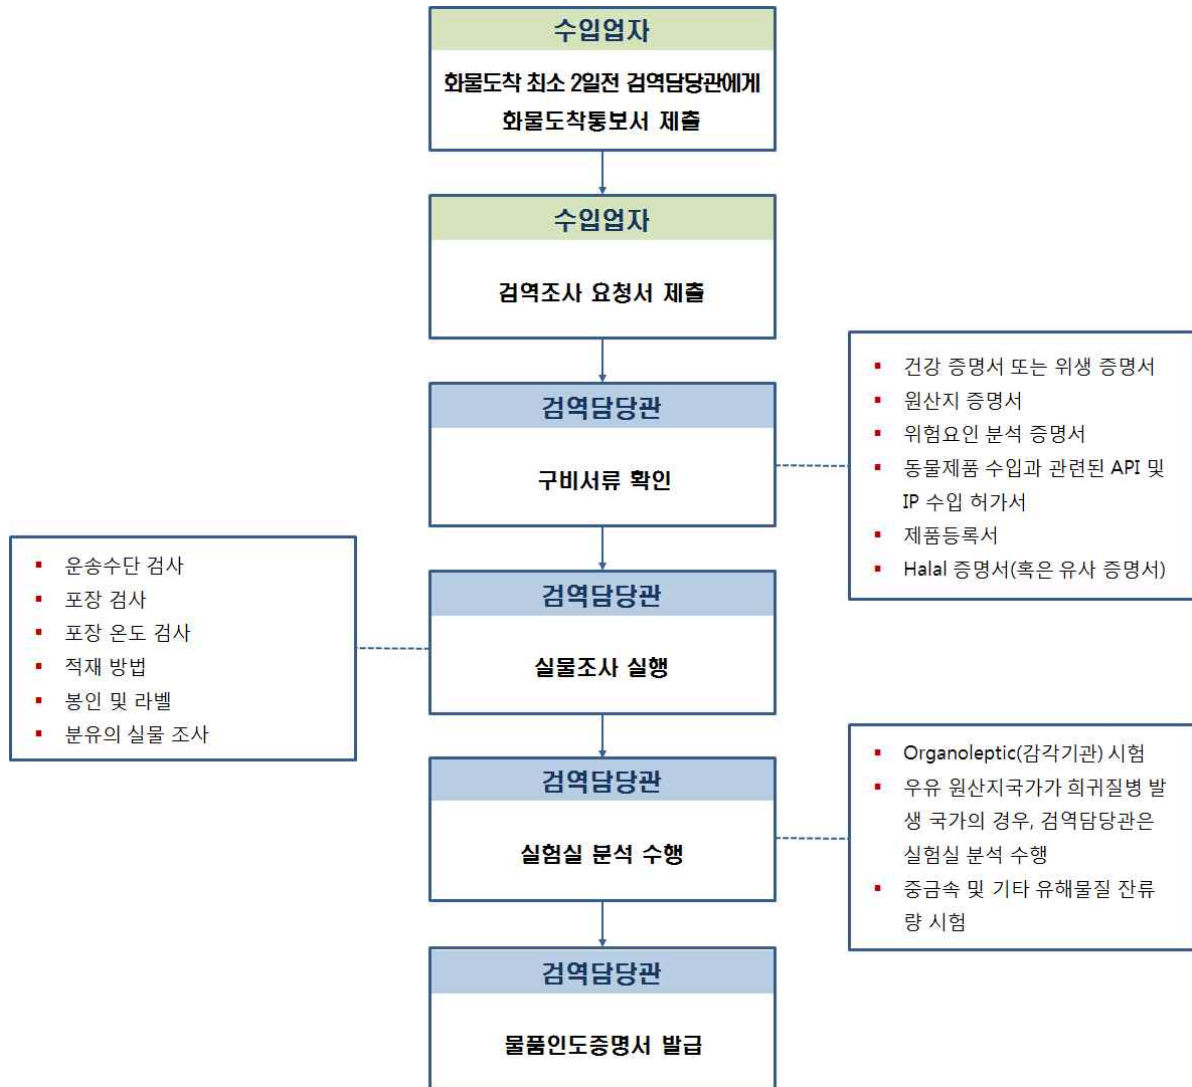 수입업자
화물도착 최소 2일전 검역담당관에게
화물도착통보서 제출
수입업자
검역조사 요청서 제출
검역담당관
구비서류 확인
▪ 건강 증명서 또는 위생 증명서
▪ 원산지 증명서
▪ 위험요인 분석 증명서
▪ 동물제품 수입과 관련된 API 및
IP 수입 허가서
▪ 제품등록서
▪ Halal 증명서(혹은 유사 증명서)
검역담당관
실물조사 실행
▪ 운송수단 검사
▪ 포장 검사
▪ 포장 온도 검사
▪ 적재 방법
▪ 봉인 및 라벨
▪ 분유의 실물 조사
검역담당관
실험실 분석 수행
▪ Organoleptic(감각기관) 시험
▪ 우유 원산지국가가 희귀질병 발
생 국가의 경우, 검역담당관은
실험실 분석 수행
▪ 중금속 및 기타 유해물질 잔류
량 시험
검역담당관
물품인도증명서 발급